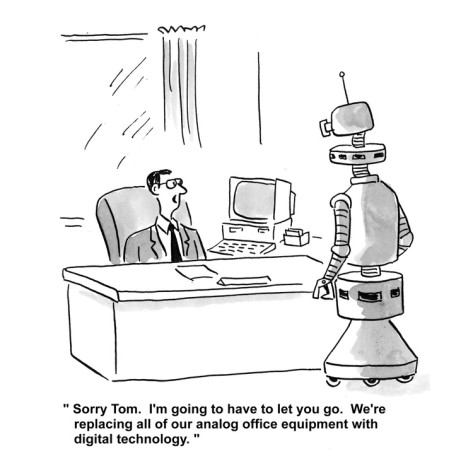 " Sorry Tom.  I'm going to have to let you go.  We're
replacing all of our analog office equipment with
digital technology. "